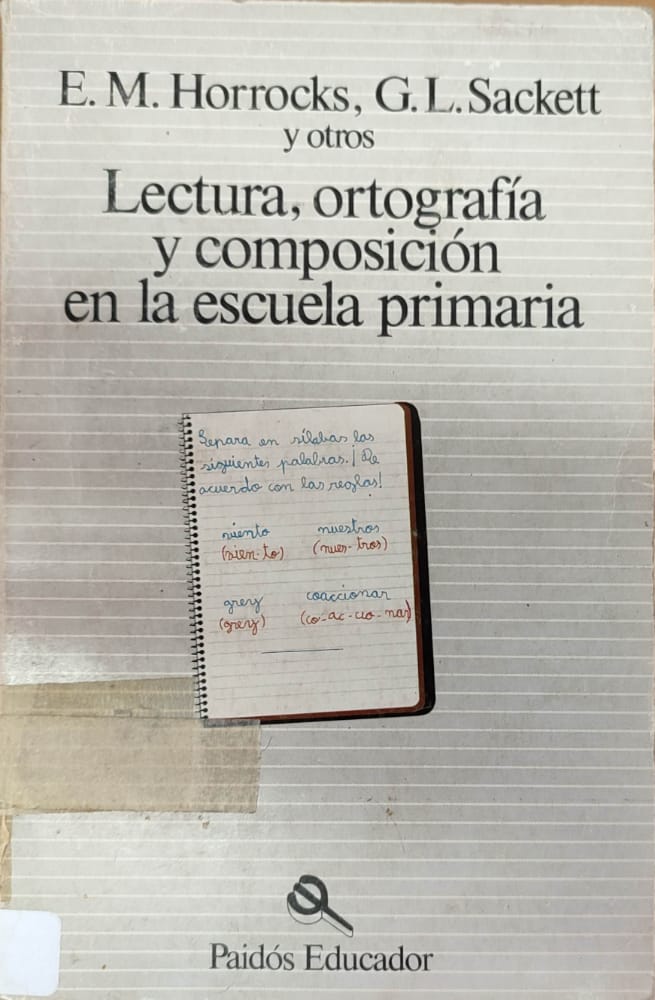 E. M. Horrocks, G. L. Sackett
y otros
Lectura, ortografía
y composición
en la escuela primaria
Separa en sílabas las
siguientes palabras. ¡De
acuerdo con las reglas!
viento nuestros
(vien-to) (nues-tros)
grey coaccionar
(grey) (co-ac-cio-nar)
Paidós Educador